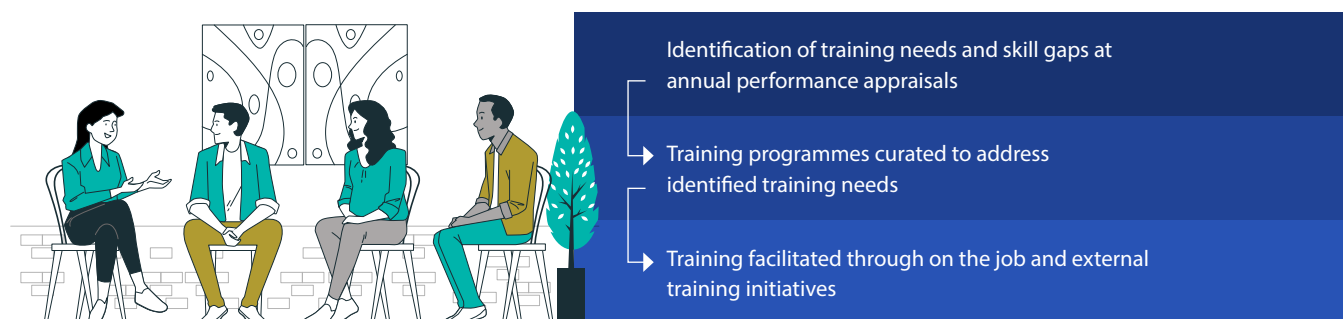 Identification of training needs and skill gaps at
annual performance appraisals
Training programmes curated to address
identified training needs
Training facilitated through on the job and external
training initiatives